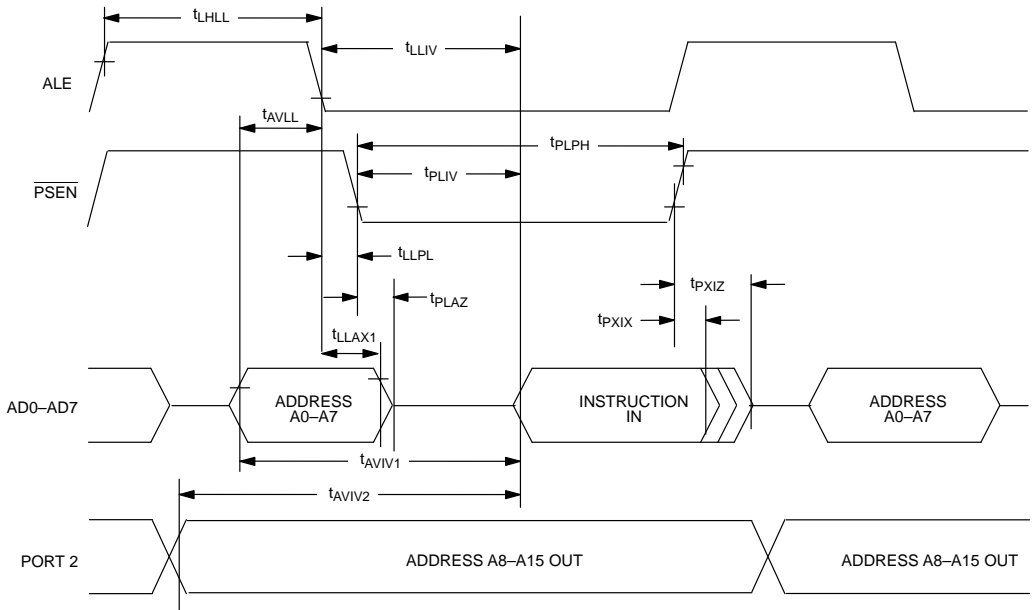 tLHLL
tLLIV
ALE
tAVLL
tPLPH
PSEN
tPLIV
tLLPL
tPXIZ
tPLAZ
tPXIX
tLLAX1
AD0–AD7
ADDRESS
A0–A7
INSTRUCTION
IN
ADDRESS
A0–A7
tAVIV1
tAVIV2
PORT 2
ADDRESS A8–A15 OUT
ADDRESS A8–A15 OUT